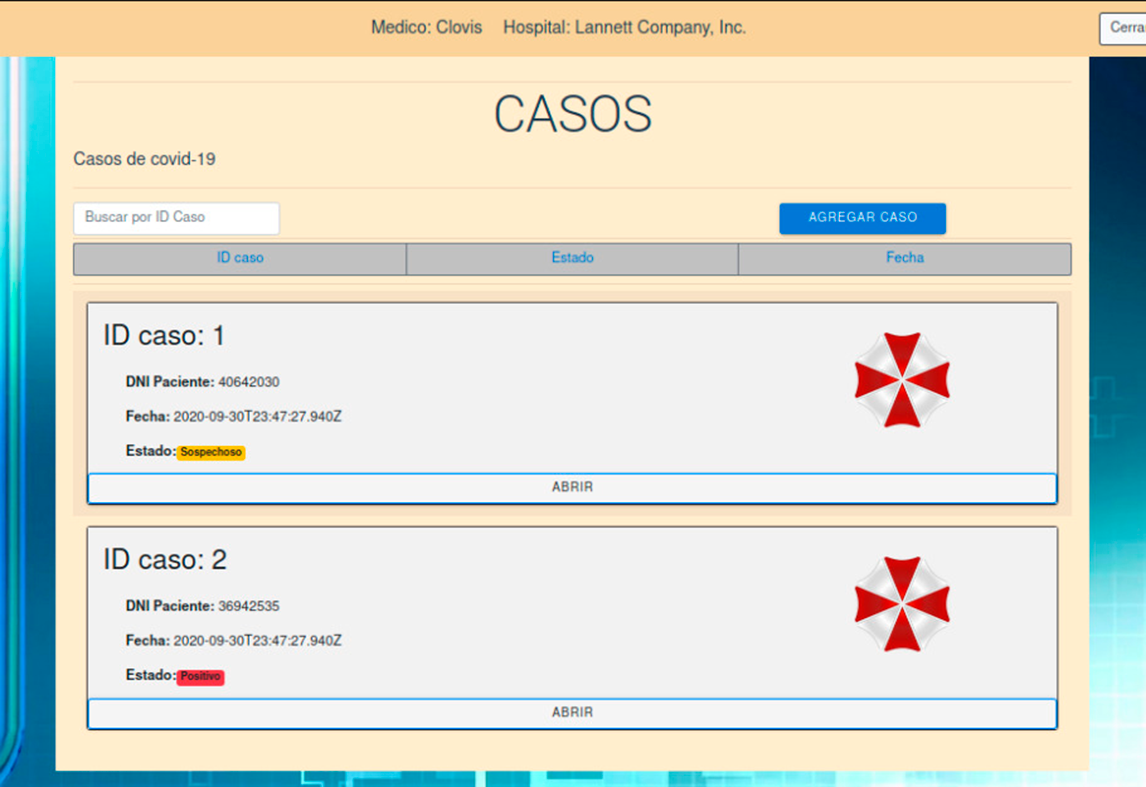 Medico: Clovis Hospital: Lannett Company, Inc. Cerra
CASOS
Casos de covid-19
Buscar por ID Caso AGREGAR CASO
ID caso Estado Fecha
ID caso: 1
DNI Paciente: 40642030
Fecha: 2020-09-30T23:47:27.940Z
Estado: Sospechoso
ABRIR
ID caso: 2
DNI Paciente: 36942535
Fecha: 2020-09-30T23:47:27.940Z
Estado: Positivo
ABRIR